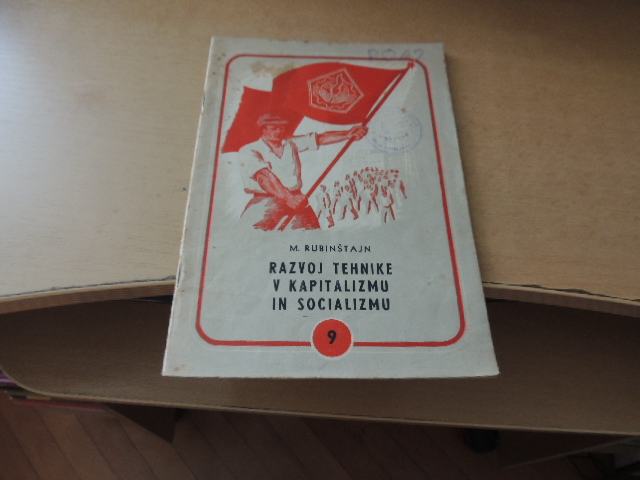 M. RUBINŠTAJN
RAZVOJ TEHNIKE
V KAPITALIZMU
IN SOCIALIZMU
9